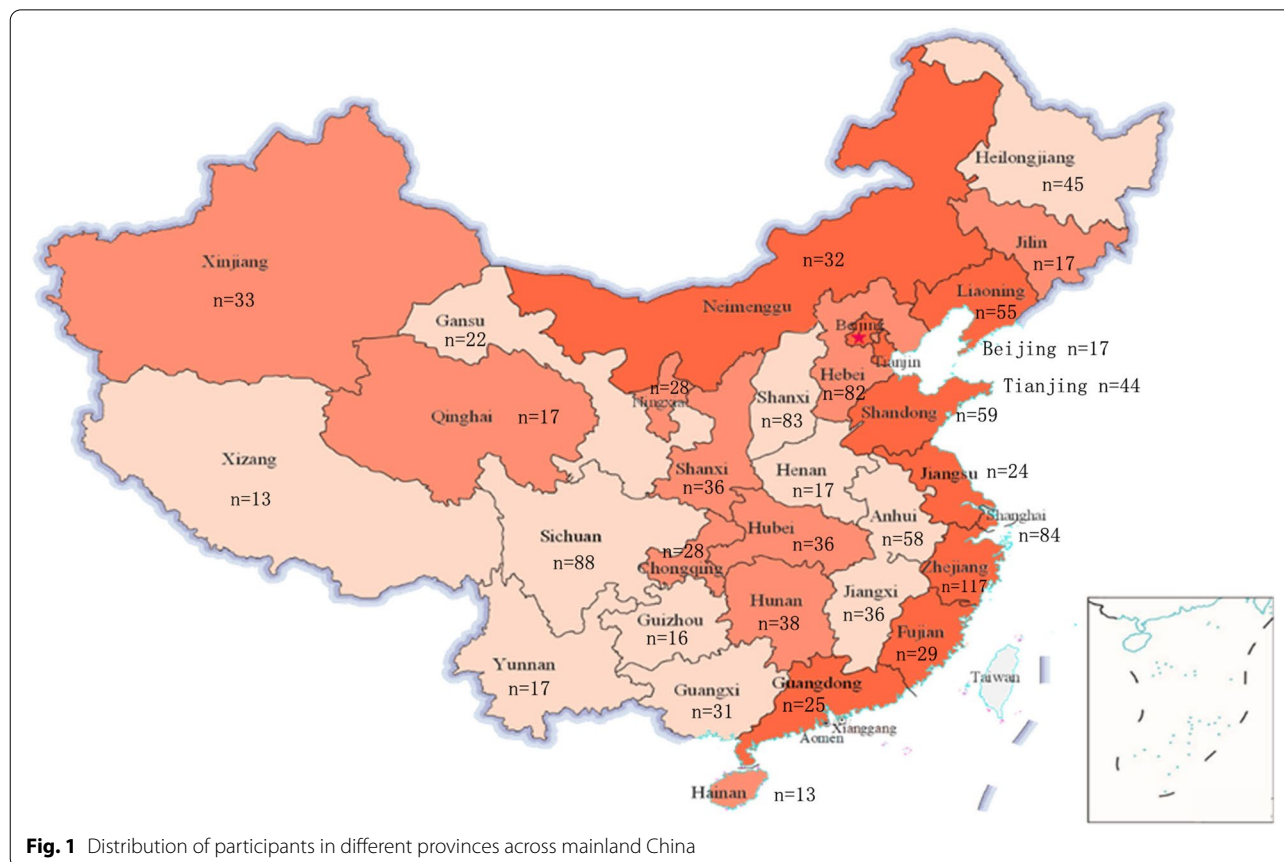 Heilongjiang
n=45
Jilin
n=17
Xinjiang
n=33
n=32
Neimenggu
Liaoning
n=55
Gansu
n=22
Beijing
Beijing n=17
Tianjin
Hebei
n=82
Tianjing n=44
n=28
Shanxi
n=83
Shandong
n=59
Qinghai
n=17
Xizang
n=13
Shanxi
n=36
Henan
n=17
Jiangsu
n=24
Anhui
n=58
Shanghai
n=84
Sichuan
n=88
Hubei
n=36
n=28
Chongqing
Zhejiang
n=117
Jiangxi
n=36
Hunan
n=38
Guizhou
n=16
Fujian
n=29
Yunnan
n=17
Guangxi
n=31
Guangdong
n=25
Taiwan
Xianggang
Aomen
Hainan
n=13
Fig. 1 Distribution of participants in different provinces across mainland China